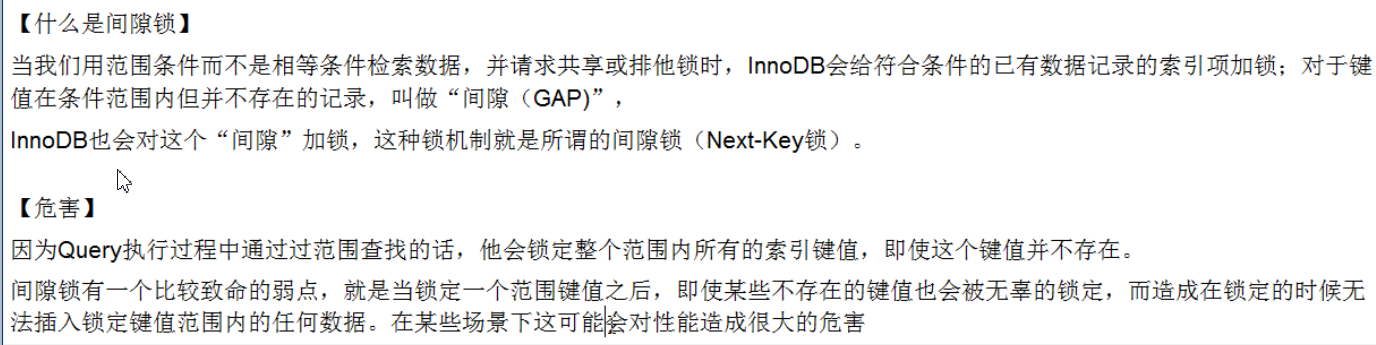 【什么是间隙锁】
当我们用范围条件而不是相等条件检索数据，并请求共享或排他锁时，InnoDB会给符合条件的已有数据记录的索引项加锁；对于键
值在条件范围内但并不存在的记录，叫做“间隙（GAP)”，
InnoDB也会对这个“间隙”加锁，这种锁机制就是所谓的间隙锁（Next-Key锁）。
【危害】
因为Query执行过程中通过过范围查找的话，他会锁定整个范围内所有的索引键值，即使这个键值并不存在。
间隙锁有一个比较致命的弱点，就是当锁定一个范围键值之后，即使某些不存在的键值也会被无辜的锁定，而造成在锁定的时候无
法插入锁定键值范围内的任何数据。在某些场景下这可能会对性能造成很大的危害